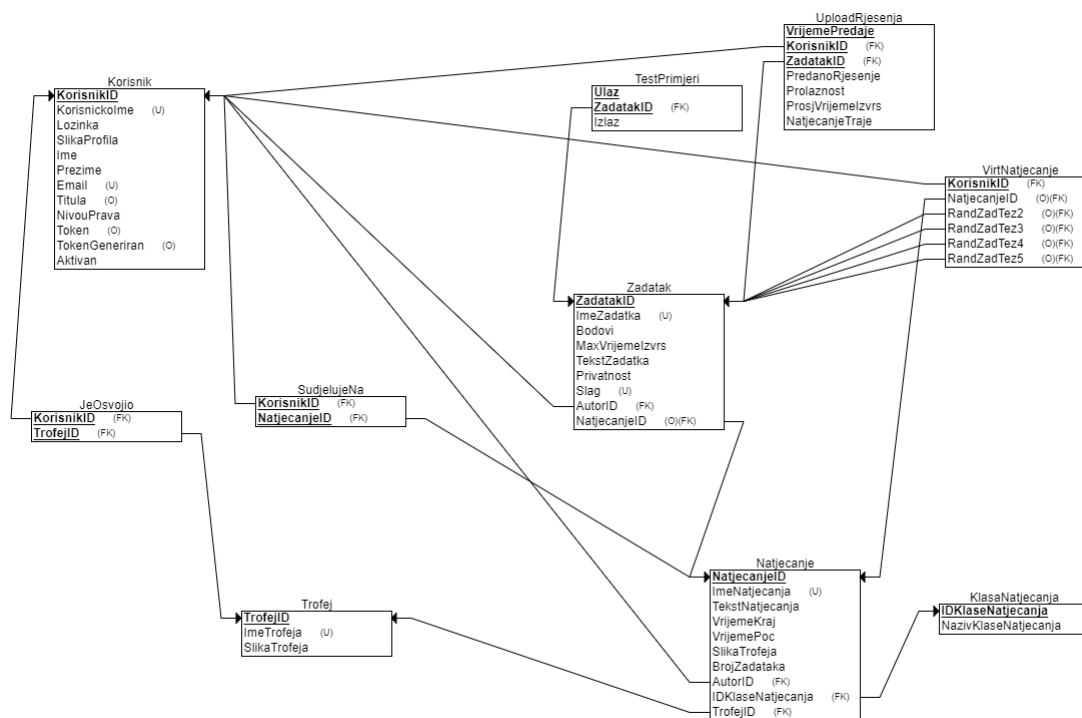 UploadRjesenja
VrijemePredaje
KorisnikID (FK)
ZadatakID (FK)
PredanoRjesenje
Prolaznost
ProsjVrijemeIzvrs
NatjecanjeTraje
Korisnik
KorisnikID
KorisnickoIme (U)
Lozinka
SlikaProfila
Ime
Prezime
Email (U)
Titula (O)
NivouPrava
Token (O)
TokenGeneriran (O)
Aktivan
TestPrimjeri
Ulaz
ZadatakID (FK)
Izlaz
VirtNatjecanje
KorisnikID (FK)
NatjecanjeID (O)(FK)
RandZadTez2 (O)(FK)
RandZadTez3 (O)(FK)
RandZadTez4 (O)(FK)
RandZadTez5 (O)(FK)
Zadatak
ZadatakID
ImeZadatka (U)
Bodovi
MaxVrijemeIzvrs
TekstZadatka
Privatnost
Slag (U)
AutorID (FK)
NatjecanjeID (O)(FK)
SudjelujeNa
KorisnikID (FK)
NatjecanjeID (FK)
JeOsvojio
KorisnikID (FK)
TrofejID (FK)
Natjecanje
NatjecanjeID
ImeNatjecanja (U)
TekstNatjecanja
VrijemeKraj
VrijemePoc
SlikaTrofeja
BrojZadataka
AutorID (FK)
IDKlaseNatjecanja (FK)
TrofejID (FK)
KlasaNatjecanja
IDKlaseNatjecanja
NazivKlaseNatjecanja
Trofej
TrofejID
ImeTrofeja (U)
SlikaTrofeja